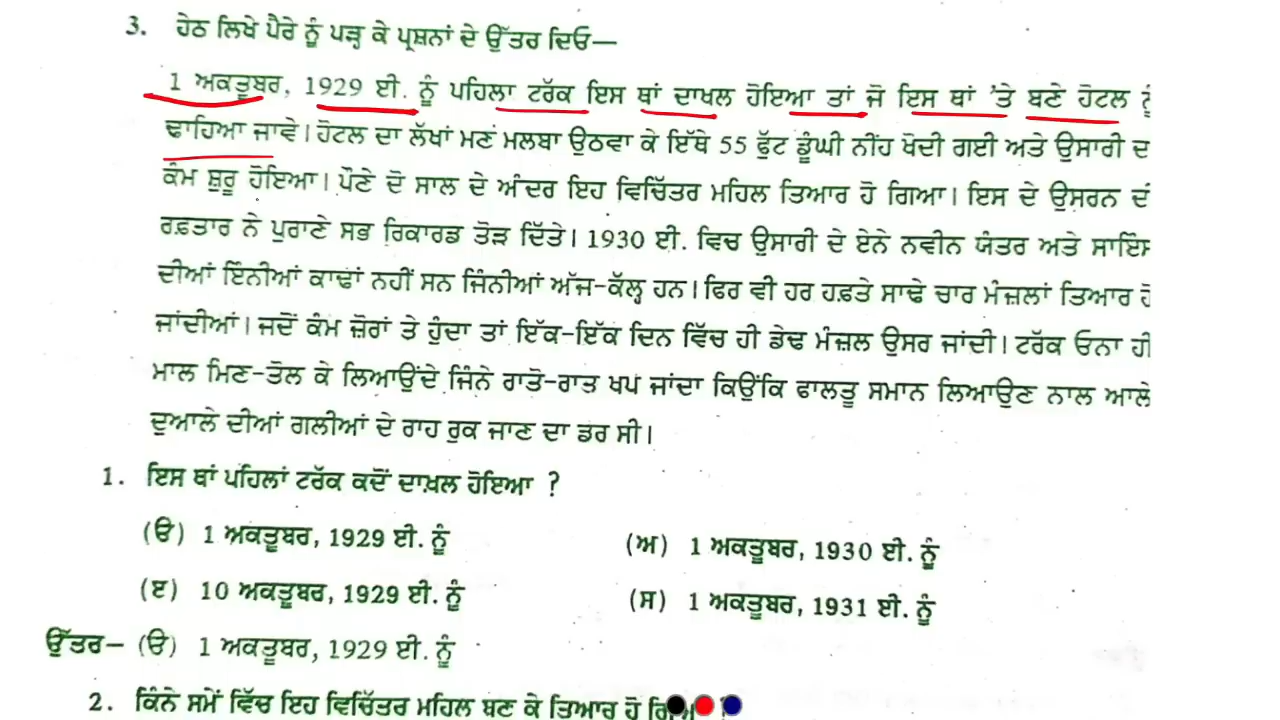 3. ਹੇਠ ਲਿਖੇ ਪੈਰੇ ਨੂੰ ਪੜ੍ਹ ਕੇ ਪ੍ਰਸ਼ਨਾਂ ਦੇ ਉੱਤਰ ਦਿਓ—
1 ਅਕਤੂਬਰ, 1929 ਈ. ਨੂੰ ਪਹਿਲਾ ਟਰੱਕ ਇਸ ਥਾਂ ਦਾਖਲ ਹੋਇਆ ਤਾਂ ਜੋ ਇਸ ਥਾਂ 'ਤੇ ਬਣੇ ਹੋਟਲ
ਢਾਹਿਆ ਜਾਵੇ। ਹੋਟਲ ਦਾ ਲੱਖਾਂ ਮਣਾਂ ਮਲਬਾ ਉਠਵਾ ਕੇ ਇੱਥੇ 55 ਫੁੱਟ ਡੂੰਘੀ ਨੀਂਹ ਖੋਦੀ ਗਈ ਅਤੇ ਉਸਾਰੀ
ਕੰਮ ਸ਼ੁਰੂ ਹੋਇਆ। ਪੌਣੇ ਦੋ ਸਾਲ ਦੇ ਅੰਦਰ ਇਹ ਵਿਚਿੱਤਰ ਮਹਿਲ ਤਿਆਰ ਹੋ ਗਿਆ। ਇਸ ਦੇ ਉਸਰਨ
ਰਫ਼ਤਾਰ ਨੇ ਪੁਰਾਣੇ ਸਭ ਰਿਕਾਰਡ ਤੋੜ ਦਿੱਤੇ। 1930 ਈ. ਵਿਚ ਉਸਾਰੀ ਦੇ ਏਨੇ ਨਵੀਨ ਯੰਤਰ ਅਤੇ
ਦੀਆਂ ਇੰਨੀਆਂ ਕਾਢਾਂ ਨਹੀਂ ਸਨ ਜਿੰਨੀਆਂ ਅੱਜ-ਕੱਲ੍ਹ ਹਨ। ਫਿਰ ਵੀ ਹਰ ਹਫ਼ਤੇ ਸਾਢੇ ਚਾਰ ਮੰਜ਼ਲਾਂ ਤਿਆਰ ਹੋ
ਜਾਂਦੀਆਂ। ਜਦੋਂ ਕੰਮ ਜ਼ੋਰਾਂ ਤੇ ਹੁੰਦਾ ਤਾਂ ਇੱਕ-ਇੱਕ ਦਿਨ ਵਿੱਚ ਹੀ ਡੇਢ ਮੰਜ਼ਲ ਉਸਰ ਜਾਂਦੀ। ਟਰੱਕ ਓਨਾ ਹੀ
ਮਾਲ ਮਿਣ-ਤੋਲ ਕੇ ਲਿਆਉਂਦੇ ਜਿੰਨੇ ਰਾਤੋ-ਰਾਤ ਖਪ ਜਾਂਦਾ ਕਿਉਂਕਿ ਫਾਲਤੂ ਸਮਾਨ ਲਿਆਉਣ ਨਾਲ ਆਲੇ
ਦੁਆਲੇ ਦੀਆਂ ਗਲੀਆਂ ਦੇ ਰਾਹ ਰੁਕ ਜਾਣ ਦਾ ਡਰ ਸੀ।
1. ਇਸ ਥਾਂ ਪਹਿਲਾਂ ਟਰੱਕ ਕਦੋਂ ਦਾਖ਼ਲ ਹੋਇਆ ?
(ੳ) 1 ਅਕਤੂਬਰ, 1929 ਈ. ਨੂੰ (ਅ) 1 ਅਕਤੂਬਰ, 1930 ਈ. ਨੂੰ
(ੲ) 10 ਅਕਤੂਬਰ, 1929 ਈ. ਨੂੰ (ਸ) 1 ਅਕਤੂਬਰ, 1931 ਈ. ਨੂੰ
ਉੱਤਰ— (ੳ) 1 ਅਕਤੂਬਰ, 1929 ਈ. ਨੂੰ
2. ਕਿੰਨੇ ਸਮੇਂ ਵਿੱਚ ਇਹ ਵਿਚਿੱਤਰ ਮਹਿਲ ਬਣ ਕੇ ਤਿਆਰ ਹੋ